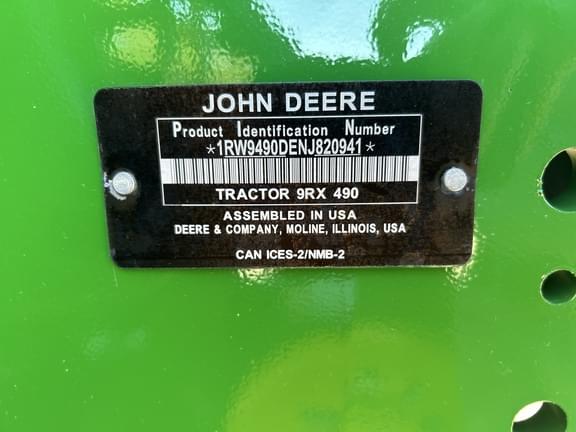 JOHN DEERE
Product Identification Number
*1RW9490DENJ820941*
TRACTOR 9RX 490
ASSEMBLED IN USA
DEERE & COMPANY, MOLINE, ILLINOIS, USA
CAN ICES-2/NMB-2